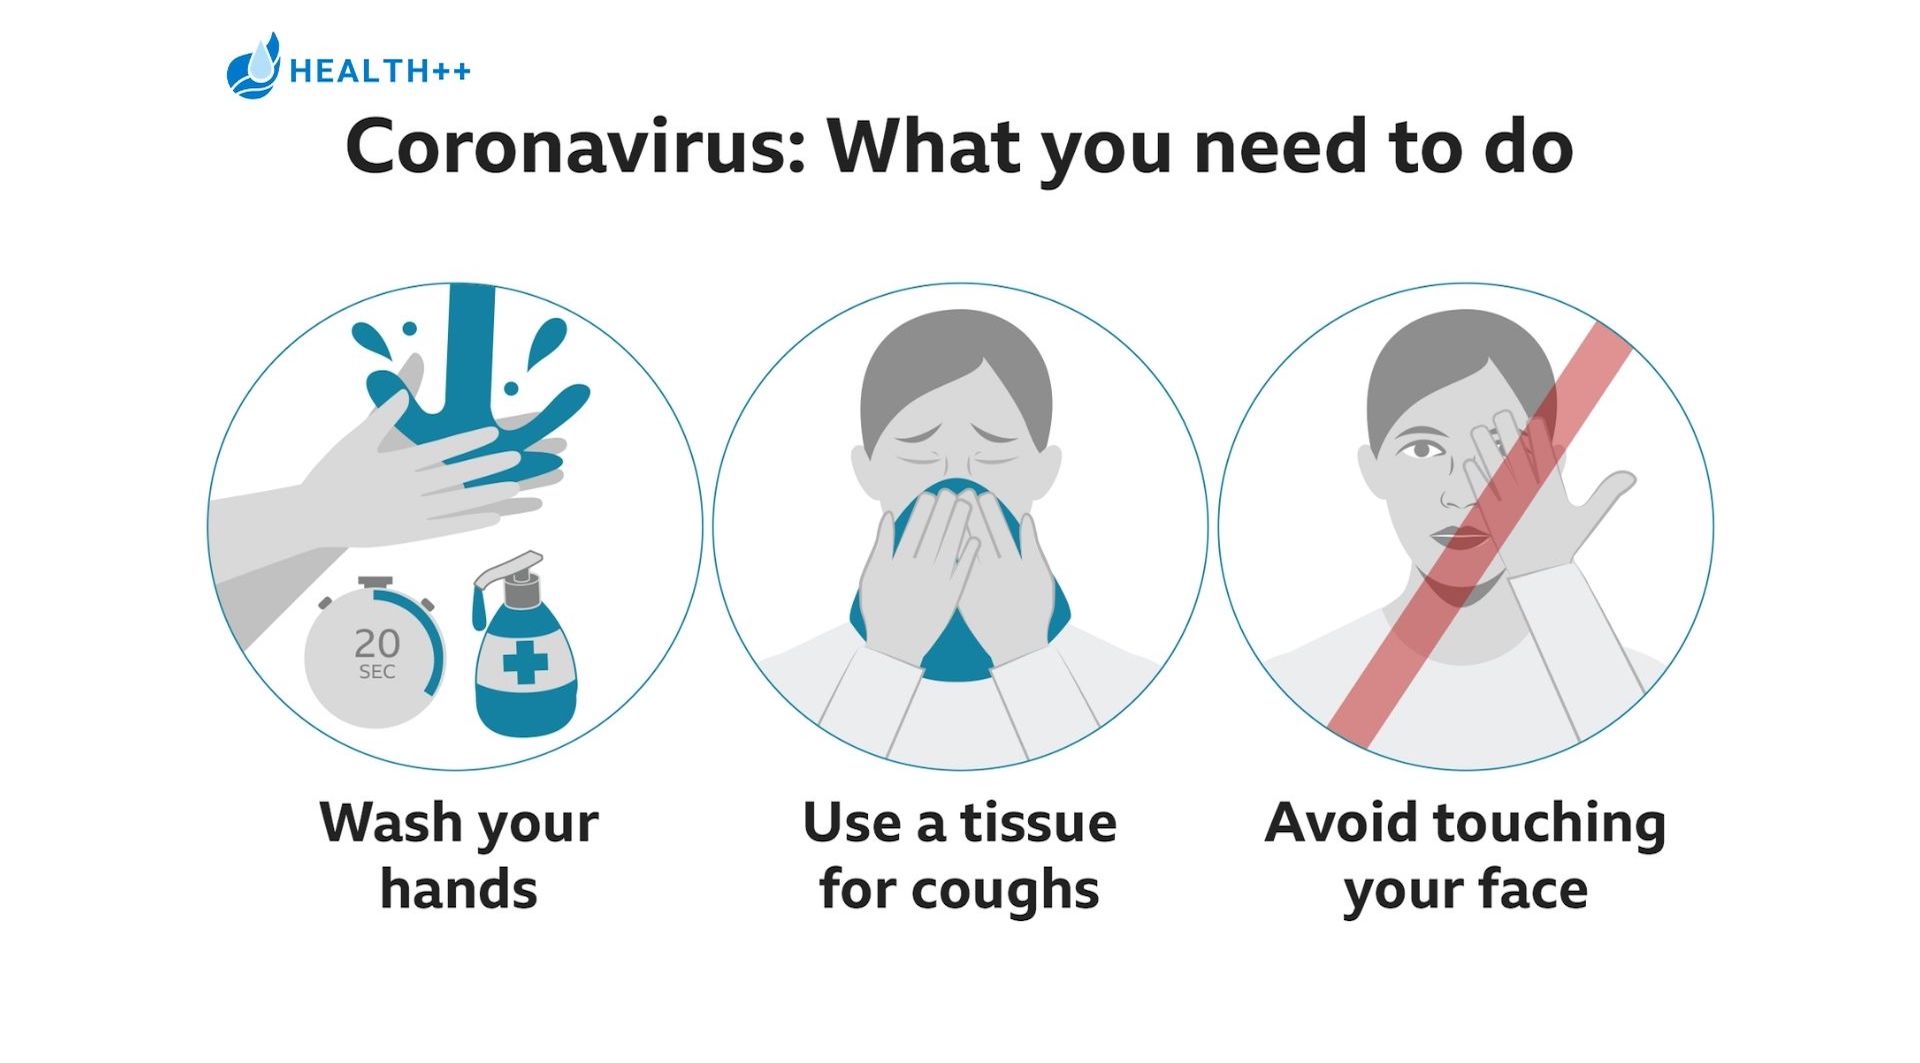 HEALTH++
Coronavirus: What you need to do
20
SEC
Wash your
hands
Use a tissue
for coughs
Avoid touching
your face